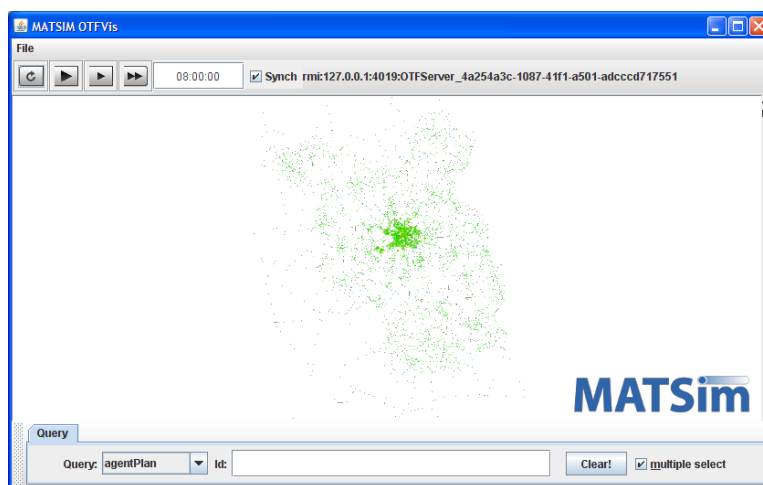 MATSIM OTFVis
File
08:00:00 Synch rmi:127.0.0.1:4019:OTFServer_4a254a3c-1087-41f1-a501-adcccd717551
MATSim
Query
Query: agentPlan Id: Clear! multiple select